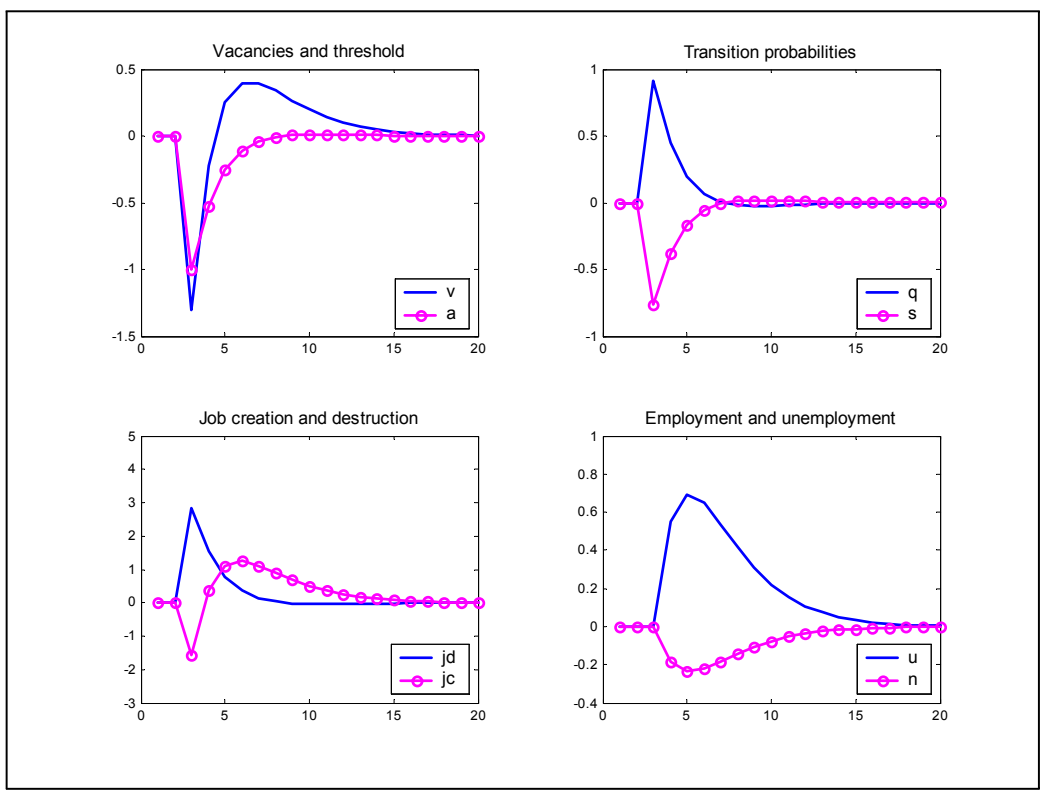 Vacancies and threshold
0.5
0
-0.5
-1
-1.5
0 5 10 15 20
v
a
Transition probabilities
1
0.5
0
-0.5
-1
0 5 10 15 20
q
s
Job creation and destruction
5
4
3
2
1
0
-1
-2
-3
0 5 10 15 20
jd
jc
Employment and unemployment
1
0.8
0.6
0.4
0.2
0
-0.2
-0.4
0 5 10 15 20
u
n